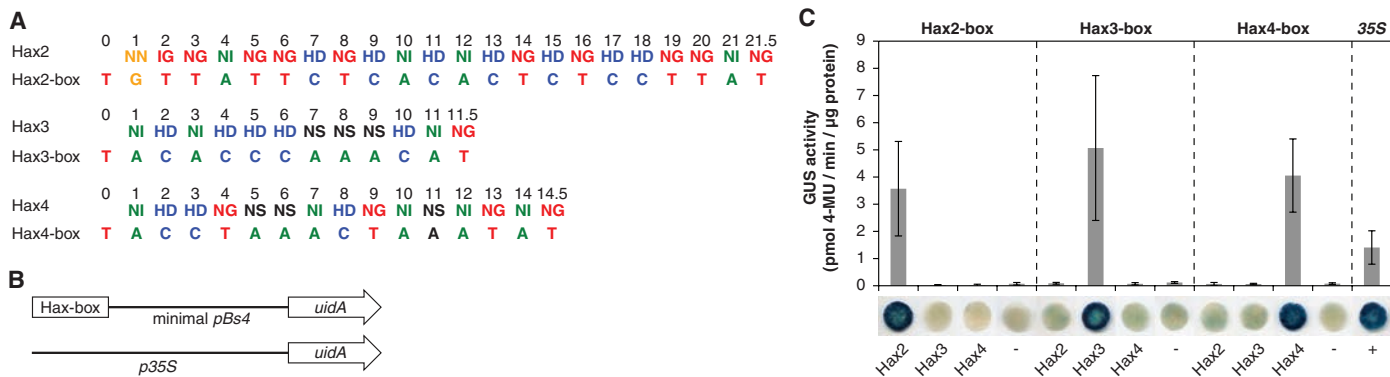 A
0 1 2 3 4 5 6 7 8 9 10 11 12 13 14 15 16 17 18 19 20 21 21.5
Hax2 NN IG NG NI NG NG HD NG HD NI HD NI HD NG HD NG HD HD NG NG NI NG
Hax2-box T G T T A T T C T C A C A C T C T C C T T A T
0 1 2 3 4 5 6 7 8 9 10 11 11.5
Hax3 NI HD NI HD HD HD NS NS NS HD NI NG
Hax3-box T A C A C C C A A A C A T
0 1 2 3 4 5 6 7 8 9 10 11 12 13 14 14.5
Hax4 NI HD HD NG NS NS NI HD NG NI NS NI NG NI NG
Hax4-box T A C C T A A A C T A A A T A T
B
Hax-box minimal pBs4 uidA
p35S uidA
C
Hax2-box Hax3-box Hax4-box 35S
GUS activity
(pmol 4-MU / min / µg protein)
9
8
7
6
5
4
3
2
1
0
Hax2 Hax3 Hax4 - Hax2 Hax3 Hax4 - Hax2 Hax3 Hax4 - +